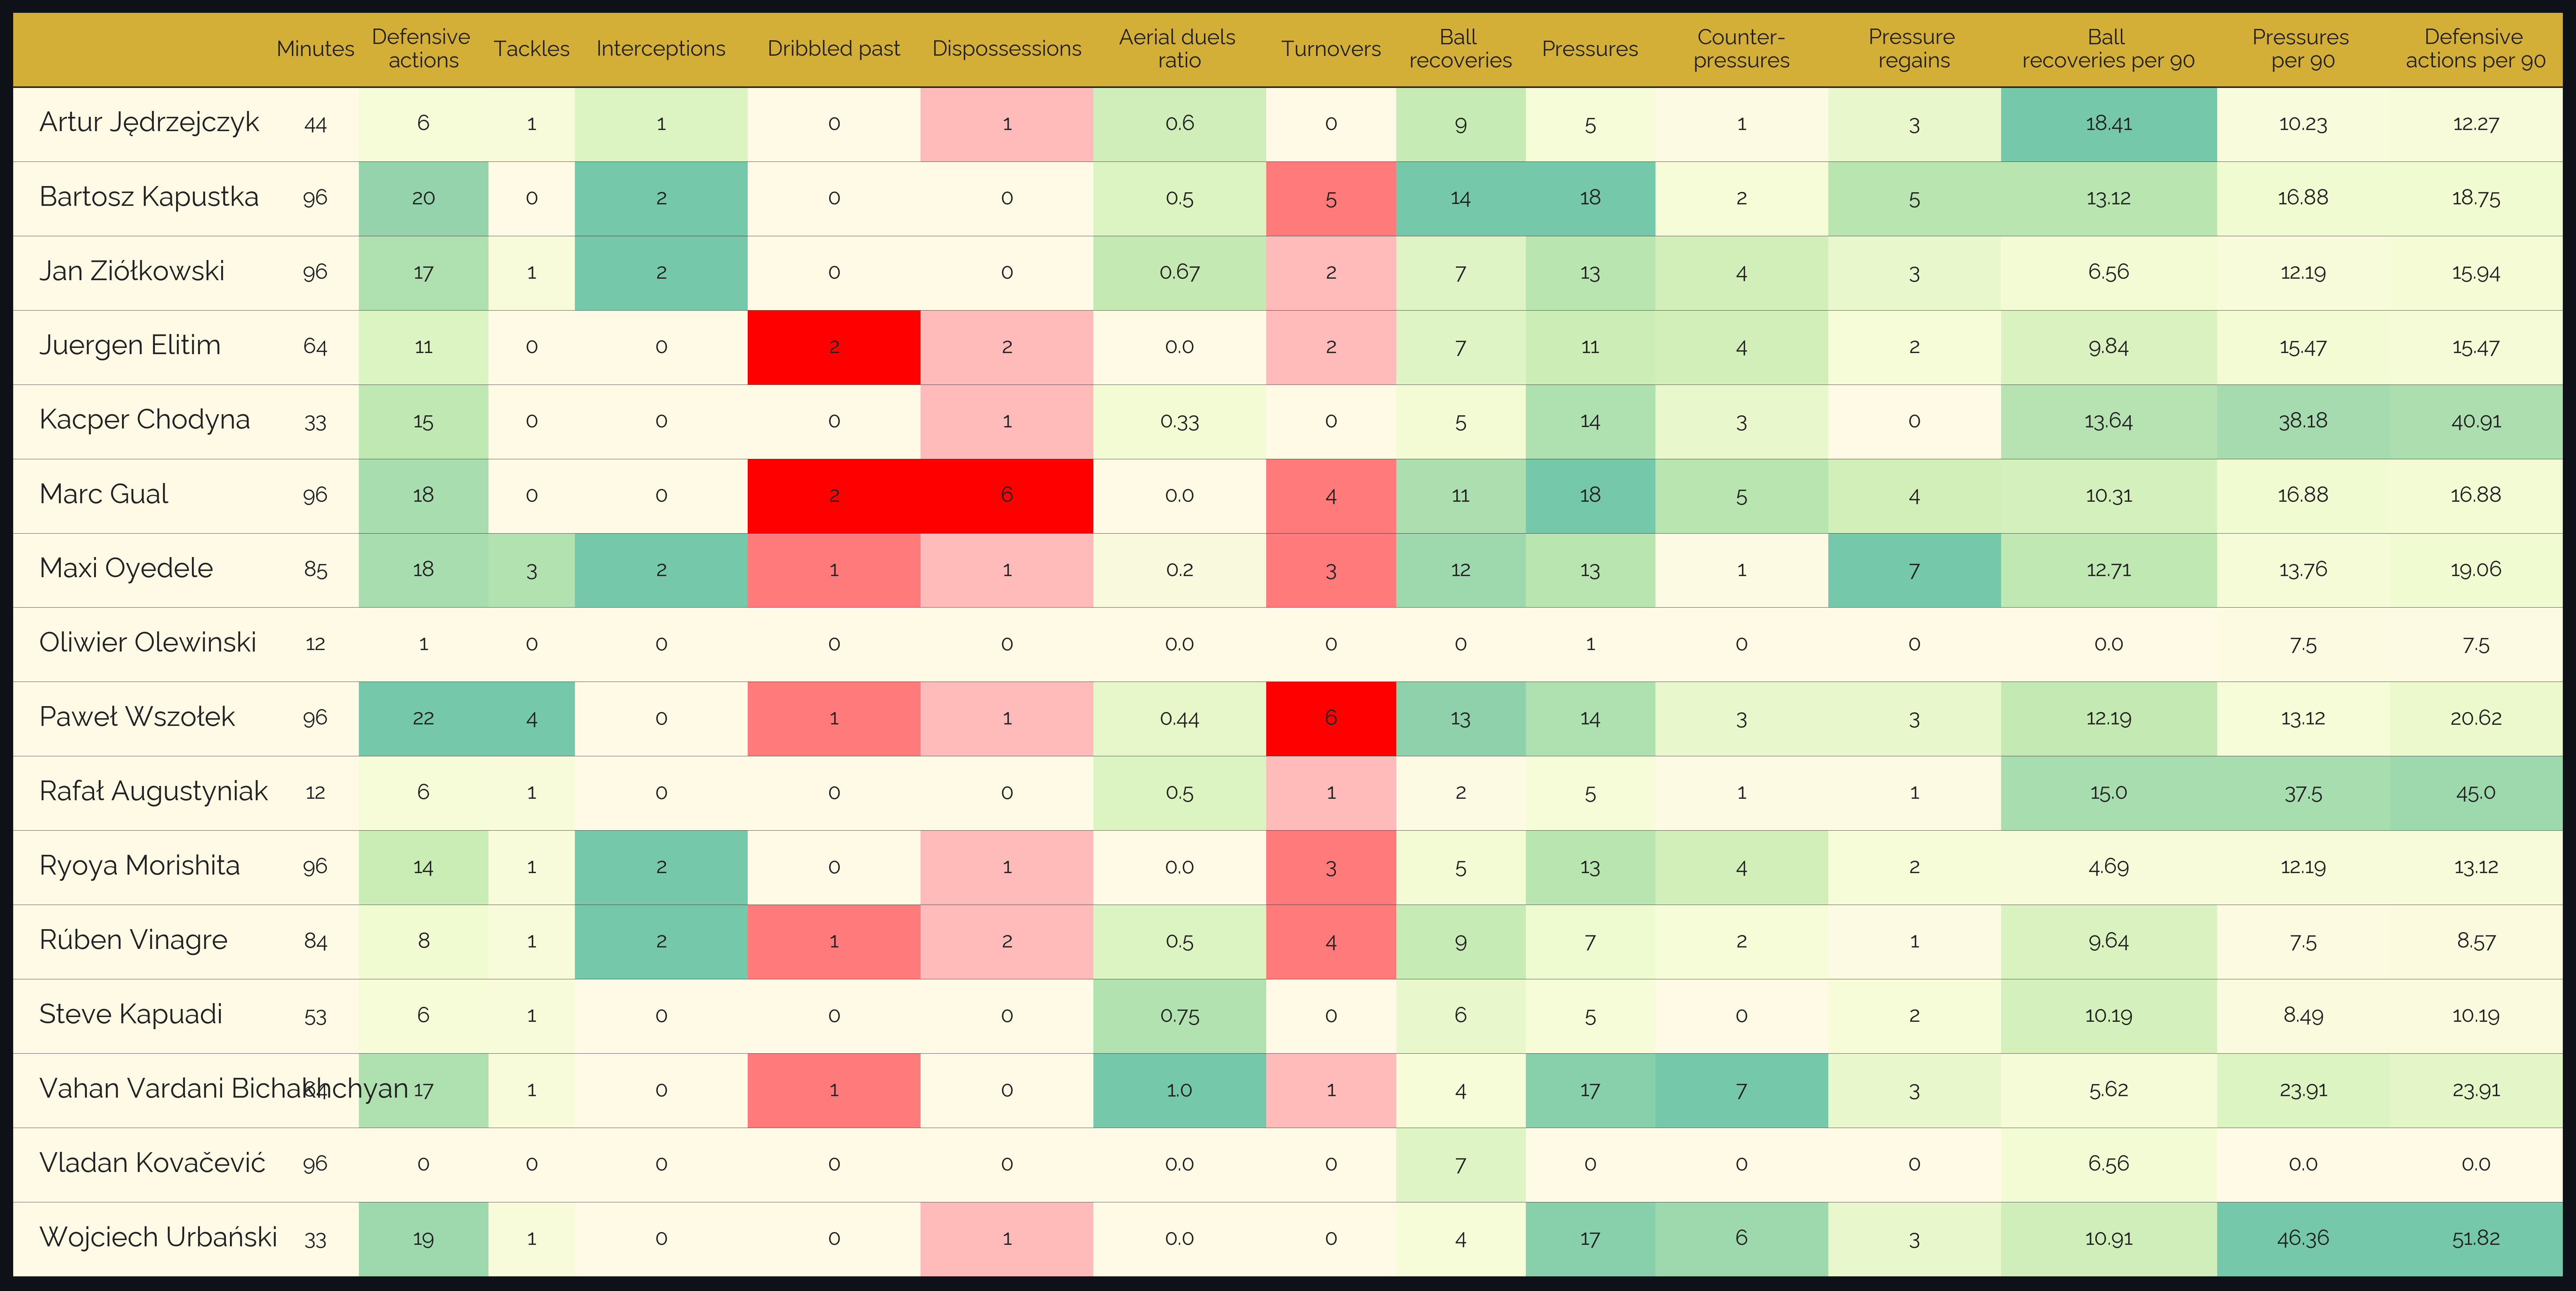 Minutes Defensive actions Tackles Interceptions Dribbled past Dispossessions Aerial duels ratio Turnovers Ball recoveries Pressures Counter-pressures Pressure regains Ball recoveries per 90 Pressures per 90 Defensive actions per 90
Artur Jędrzejczyk 44 6 1 1 0 1 0.6 0 9 5 1 3 18.41 10.23 12.27
Bartosz Kapustka 96 20 0 2 0 0 0.5 5 14 18 2 5 13.12 16.88 18.75
Jan Ziółkowski 96 17 1 2 0 0 0.67 2 7 13 4 3 6.56 12.19 15.94
Juergen Elitim 64 11 0 0 2 2 0.0 2 7 11 4 2 9.84 15.47 15.47
Kacper Chodyna 33 15 0 0 0 1 0.33 0 5 14 3 0 13.64 38.18 40.91
Marc Gual 96 18 0 0 2 6 0.0 4 11 18 5 4 10.31 16.88 16.88
Maxi Oyedele 85 18 3 2 1 1 0.2 3 12 13 1 7 12.71 13.76 19.06
Oliwier Olewinski 12 1 0 0 0 0 0.0 0 0 1 0 0 0.0 7.5 7.5
Paweł Wszołek 96 22 4 0 1 1 0.44 6 13 14 3 3 12.19 13.12 20.62
Rafał Augustyniak 12 6 1 0 0 0 0.5 1 2 5 1 1 15.0 37.5 45.0
Ryoya Morishita 96 14 1 2 0 1 0.0 3 5 13 4 2 4.69 12.19 13.12
Rúben Vinagre 84 8 1 2 1 2 0.5 4 9 7 2 1 9.64 7.5 8.57
Steve Kapuadi 53 6 1 0 0 0 0.75 0 6 5 0 2 10.19 8.49 10.19
Vahan Vardani Bichakhchyan 64 17 1 0 1 0 1.0 1 4 17 7 3 5.62 23.91 23.91
Vladan Kovačević 96 0 0 0 0 0 0.0 0 7 0 0 0 6.56 0.0 0.0
Wojciech Urbański 33 19 1 0 0 1 0.0 0 4 17 6 3 10.91 46.36 51.82